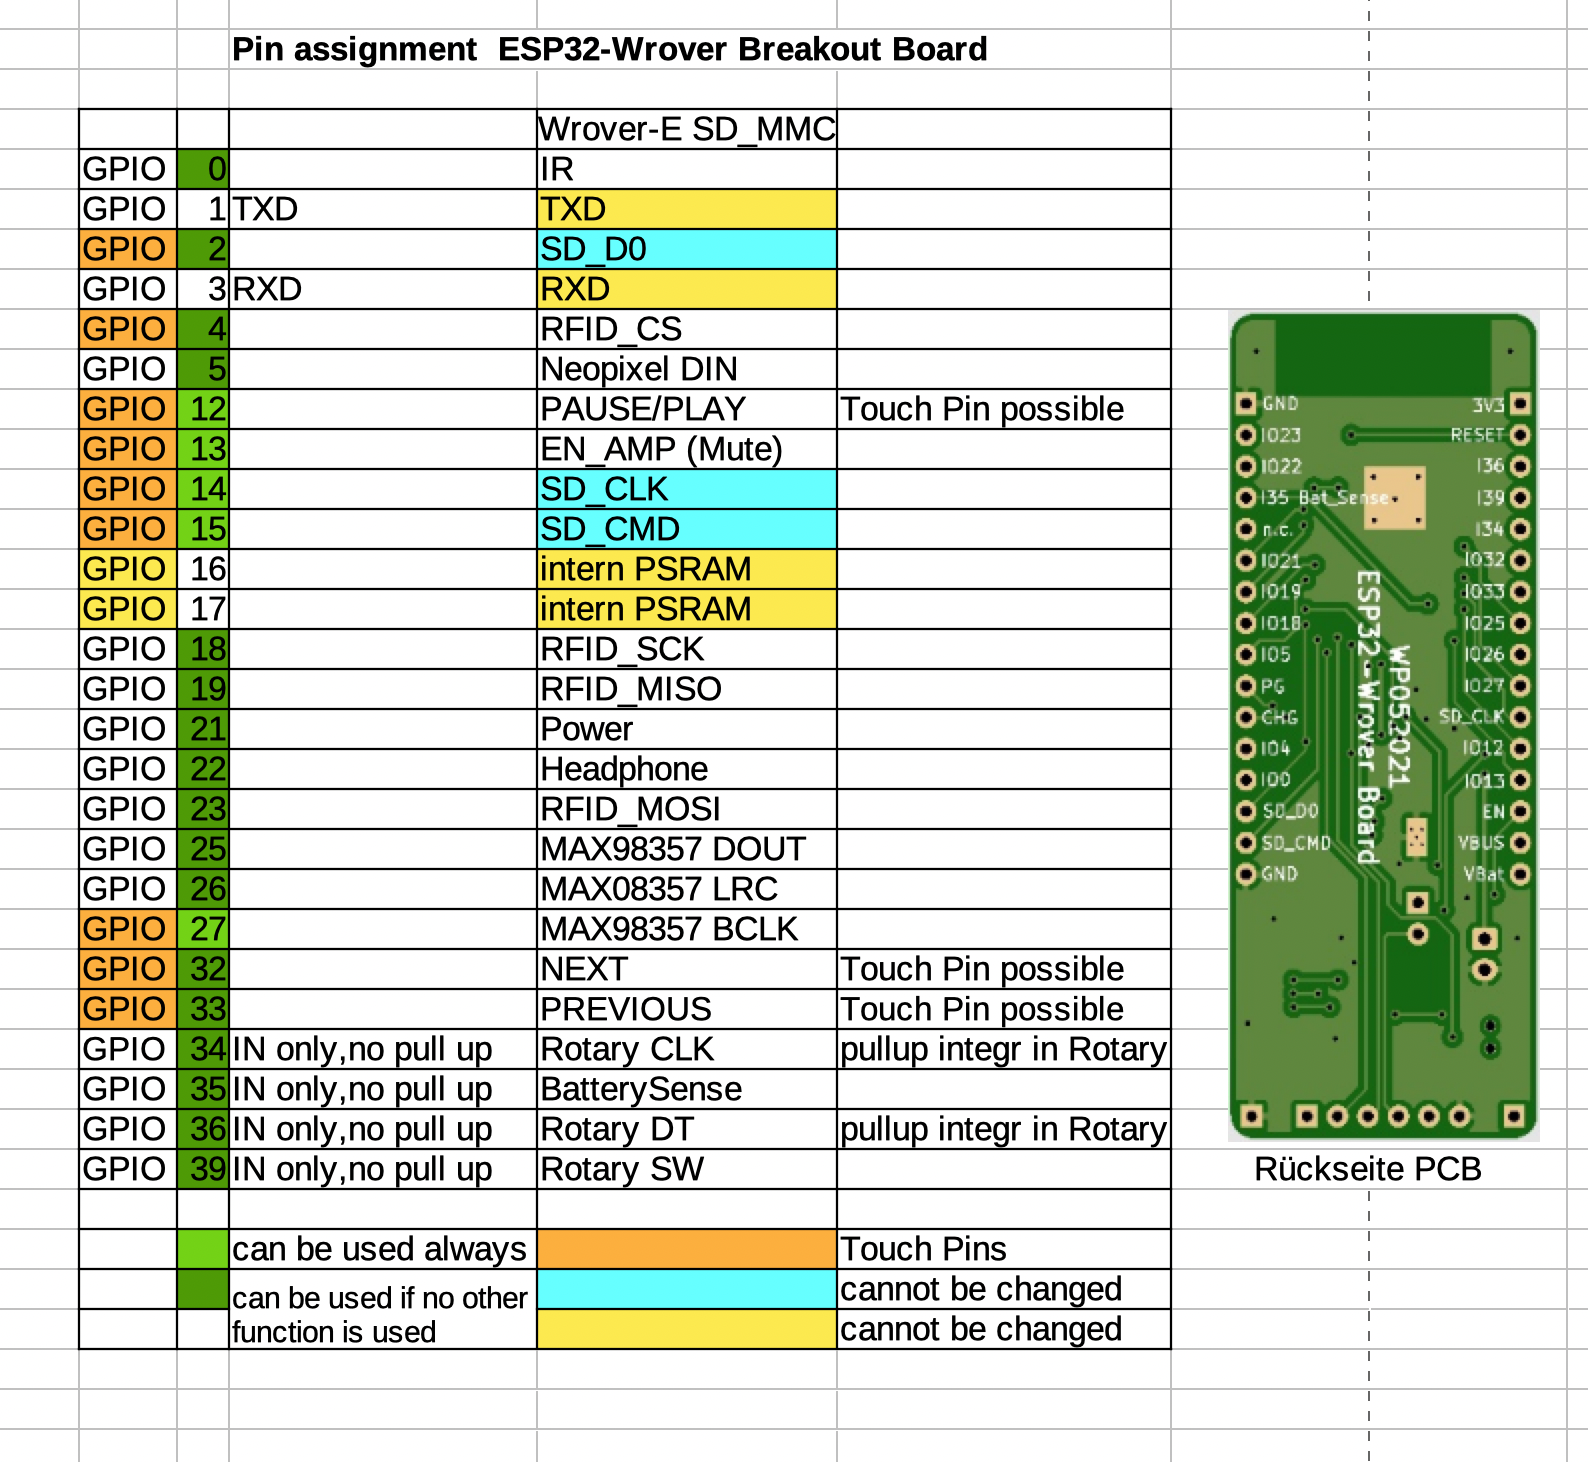 Pin assignment  ESP32-Wrover Breakout Board
Wrover-E SD_MMC
GPIO 0 IR
GPIO 1 TXD TXD
GPIO 2 SD_D0
GPIO 3 RXD RXD
GPIO 4 RFID_CS
GPIO 5 Neopixel DIN
GPIO 12 PAUSE/PLAY Touch Pin possible
GPIO 13 EN_AMP (Mute)
GPIO 14 SD_CLK
GPIO 15 SD_CMD
GPIO 16 intern PSRAM
GPIO 17 intern PSRAM
GPIO 18 RFID_SCK
GPIO 19 RFID_MISO
GPIO 21 Power
GPIO 22 Headphone
GPIO 23 RFID_MOSI
GPIO 25 MAX98357 DOUT
GPIO 26 MAX08357 LRC
GPIO 27 MAX98357 BCLK
GPIO 32 NEXT Touch Pin possible
GPIO 33 PREVIOUS Touch Pin possible
GPIO 34 IN only,no pull up Rotary CLK pullup integr in Rotary
GPIO 35 IN only,no pull up BatterySense
GPIO 36 IN only,no pull up Rotary DT pullup integr in Rotary
GPIO 39 IN only,no pull up Rotary SW
can be used always Touch Pins
can be used if no other cannot be changed
function is used cannot be changed
GND 3V3
IO23 RESET
IO22 I36
I35 Bat_Sense I39
n.c. I34
IO21 IO32
IO19 IO33
IO18 IO25
IO5 IO26
PG IO27
CHG SD_CLK
IO4 IO12
IO0 IO13
SD_D0 EN
SD_CMD VBUS
GND VBat
WP052021
ESP32-Wrover Board
Rückseite PCB